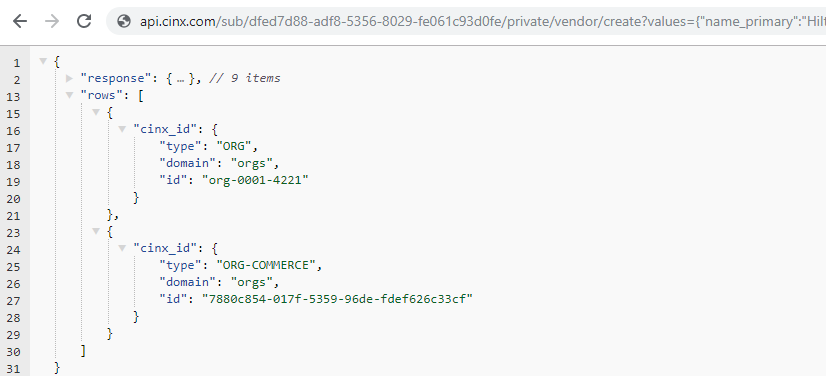 api.cinx.com/sub/dfed7d88-adf8-5356-8029-fe061c93d0fe/private/vendor/create?values={"name_primary":"Hilt
1 {
2 "response": { … }, // 9 items
13 "rows": [
15 {
16 "cinx_id": {
17 "type": "ORG",
18 "domain": "orgs",
19 "id": "org-0001-4221"
20 }
21 },
23 {
24 "cinx_id": {
25 "type": "ORG-COMMERCE",
26 "domain": "orgs",
27 "id": "7880c854-017f-5359-96de-fdef626c33cf"
28 }
29 }
30 ]
31 }